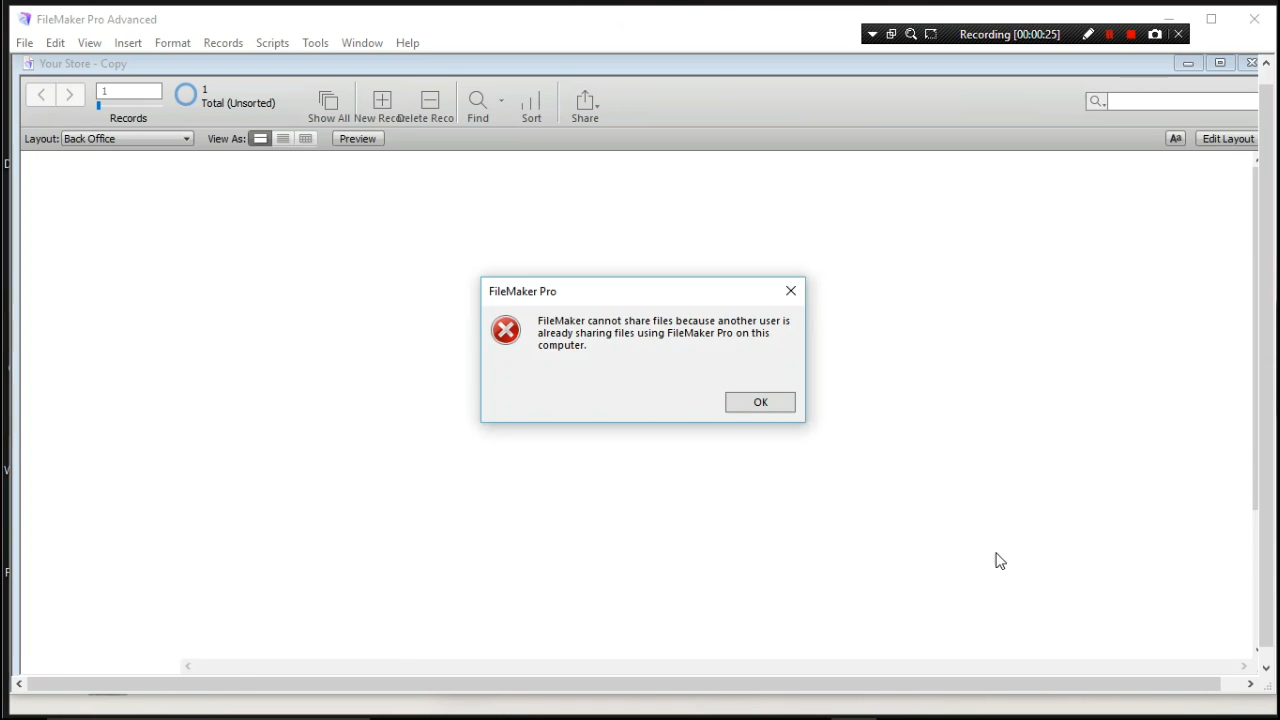 FileMaker Pro Advanced
File Edit View Insert Format Records Scripts Tools Window Help
Recording [00:00:25]
Your Store - Copy
1
1
Total (Unsorted)
Records
Show All New Reco Delete Reco Find Sort Share
Layout: Back Office View As: Preview Aa Edit Layout
FileMaker Pro
FileMaker cannot share files because another user is
already sharing files using FileMaker Pro on this
computer.
OK